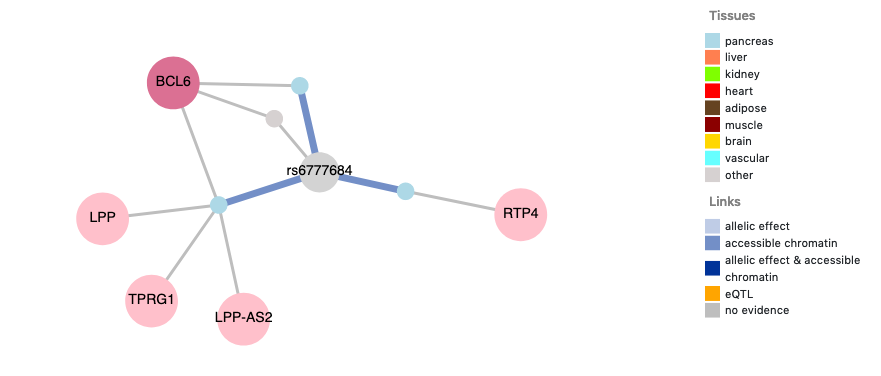 BCL6
rs6777684
LPP
RTP4
TPRG1
LPP-AS2
Tissues
pancreas
liver
kidney
heart
adipose
muscle
brain
vascular
other
Links
allelic effect
accessible chromatin
allelic effect & accessible
chromatin
eQTL
no evidence